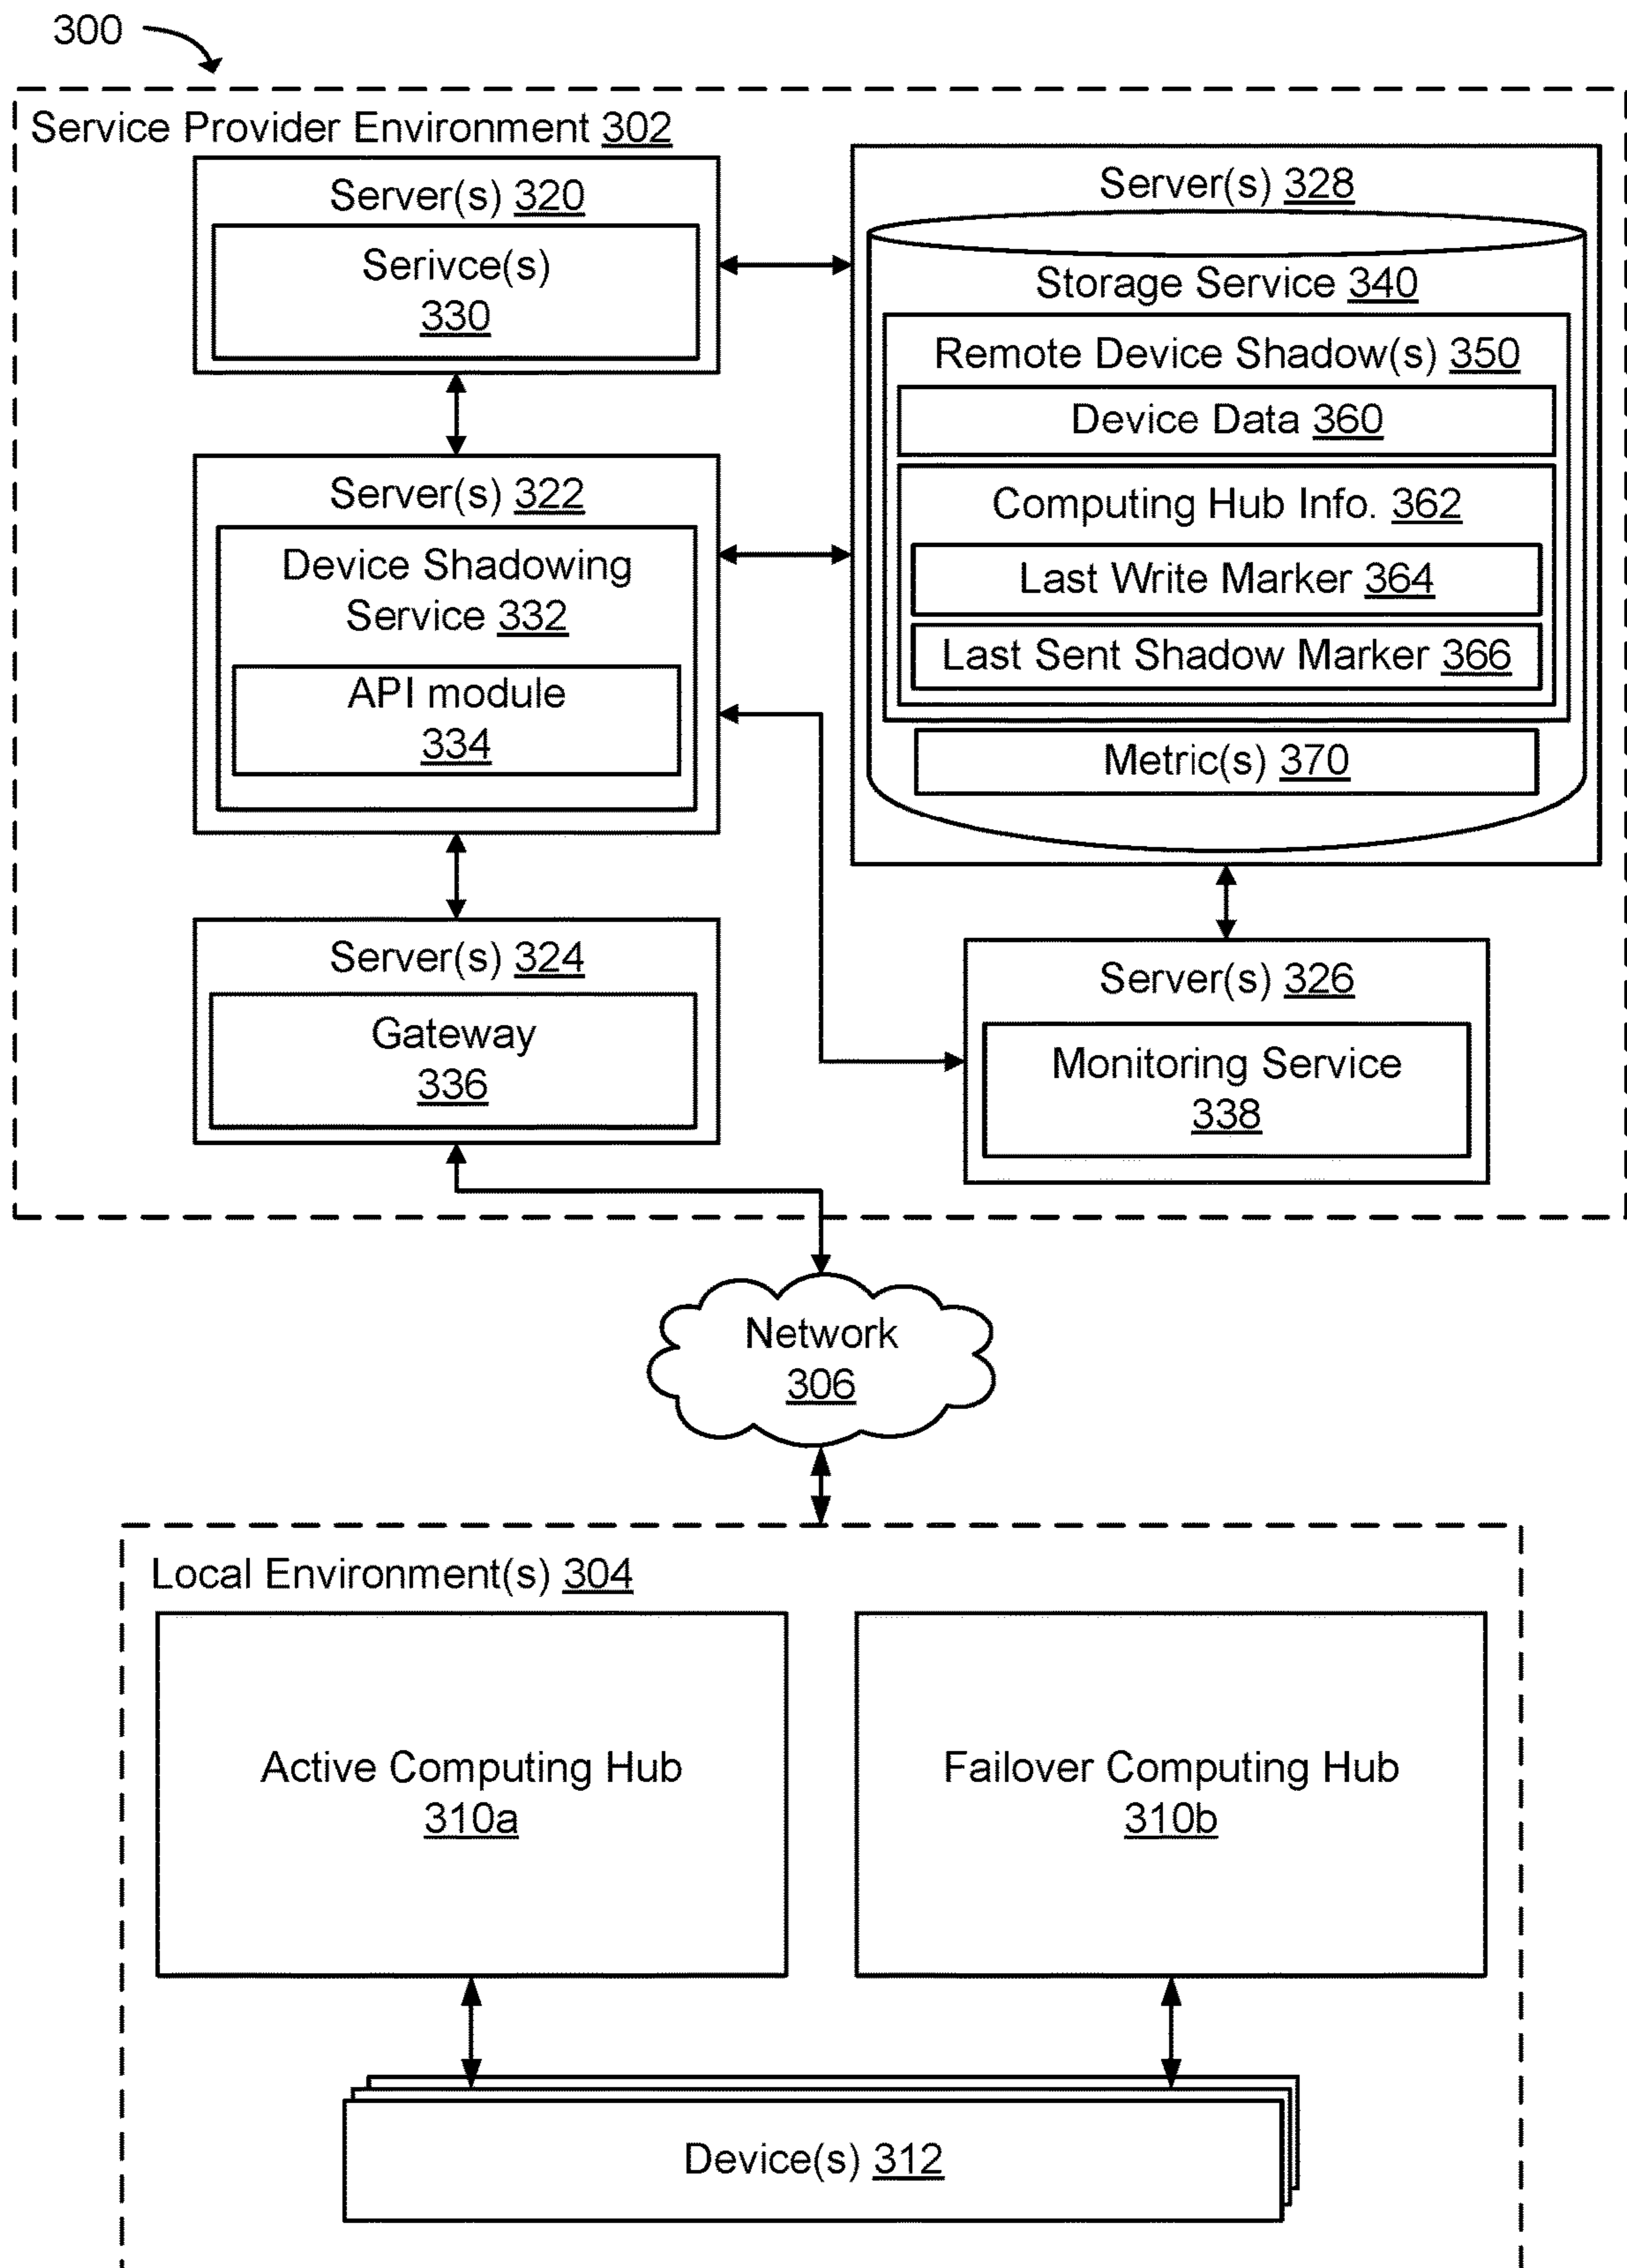 300
Service Provider Environment 302
Server(s) 320
Serivce(s)
330
Server(s) 322
Device Shadowing
Service 332
API module
334
Server(s) 324
Gateway
336
Server(s) 328
Storage Service 340
Remote Device Shadow(s) 350
Device Data 360
Computing Hub Info. 362
Last Write Marker 364
Last Sent Shadow Marker 366
Metric(s) 370
Server(s) 326
Monitoring Service
338
Network
306
Local Environment(s) 304
Active Computing Hub
310a
Failover Computing Hub
310b
Device(s) 312